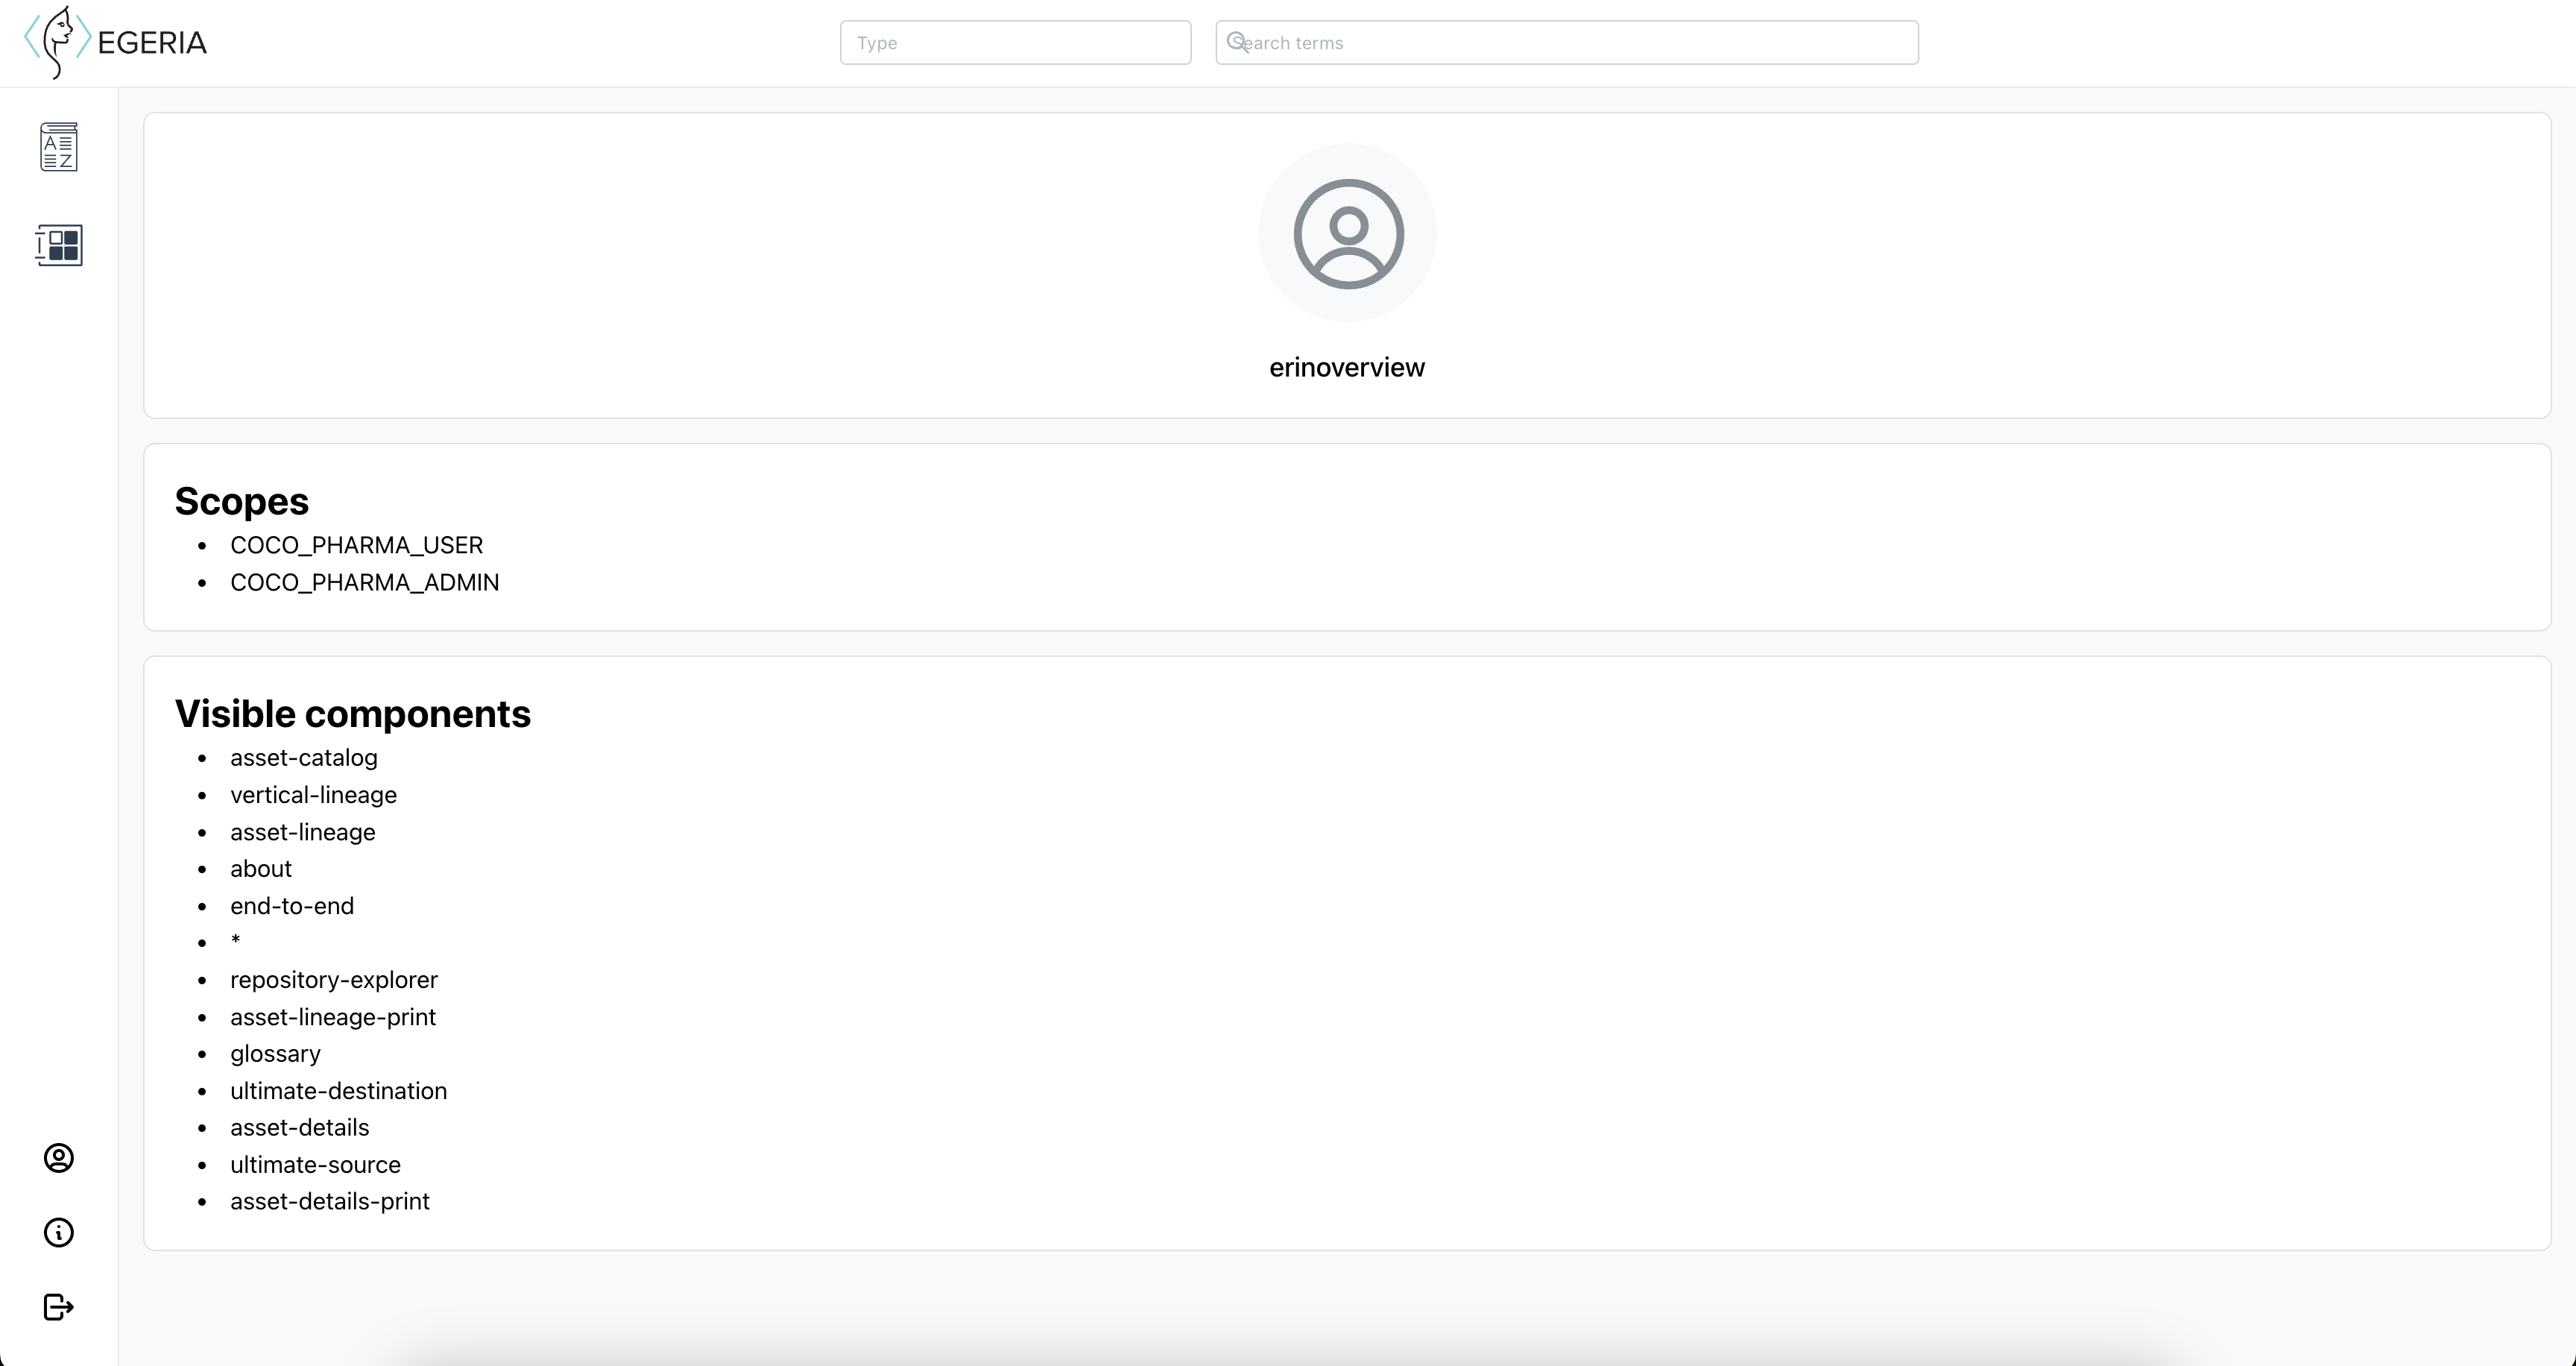 EGERIA
Type
Search terms
A
Z
erinoverview
Scopes
• COCO_PHARMA_USER
• COCO_PHARMA_ADMIN
Visible components
• asset-catalog
• vertical-lineage
• asset-lineage
• about
• end-to-end
• *
• repository-explorer
• asset-lineage-print
• glossary
• ultimate-destination
• asset-details
• ultimate-source
• asset-details-print